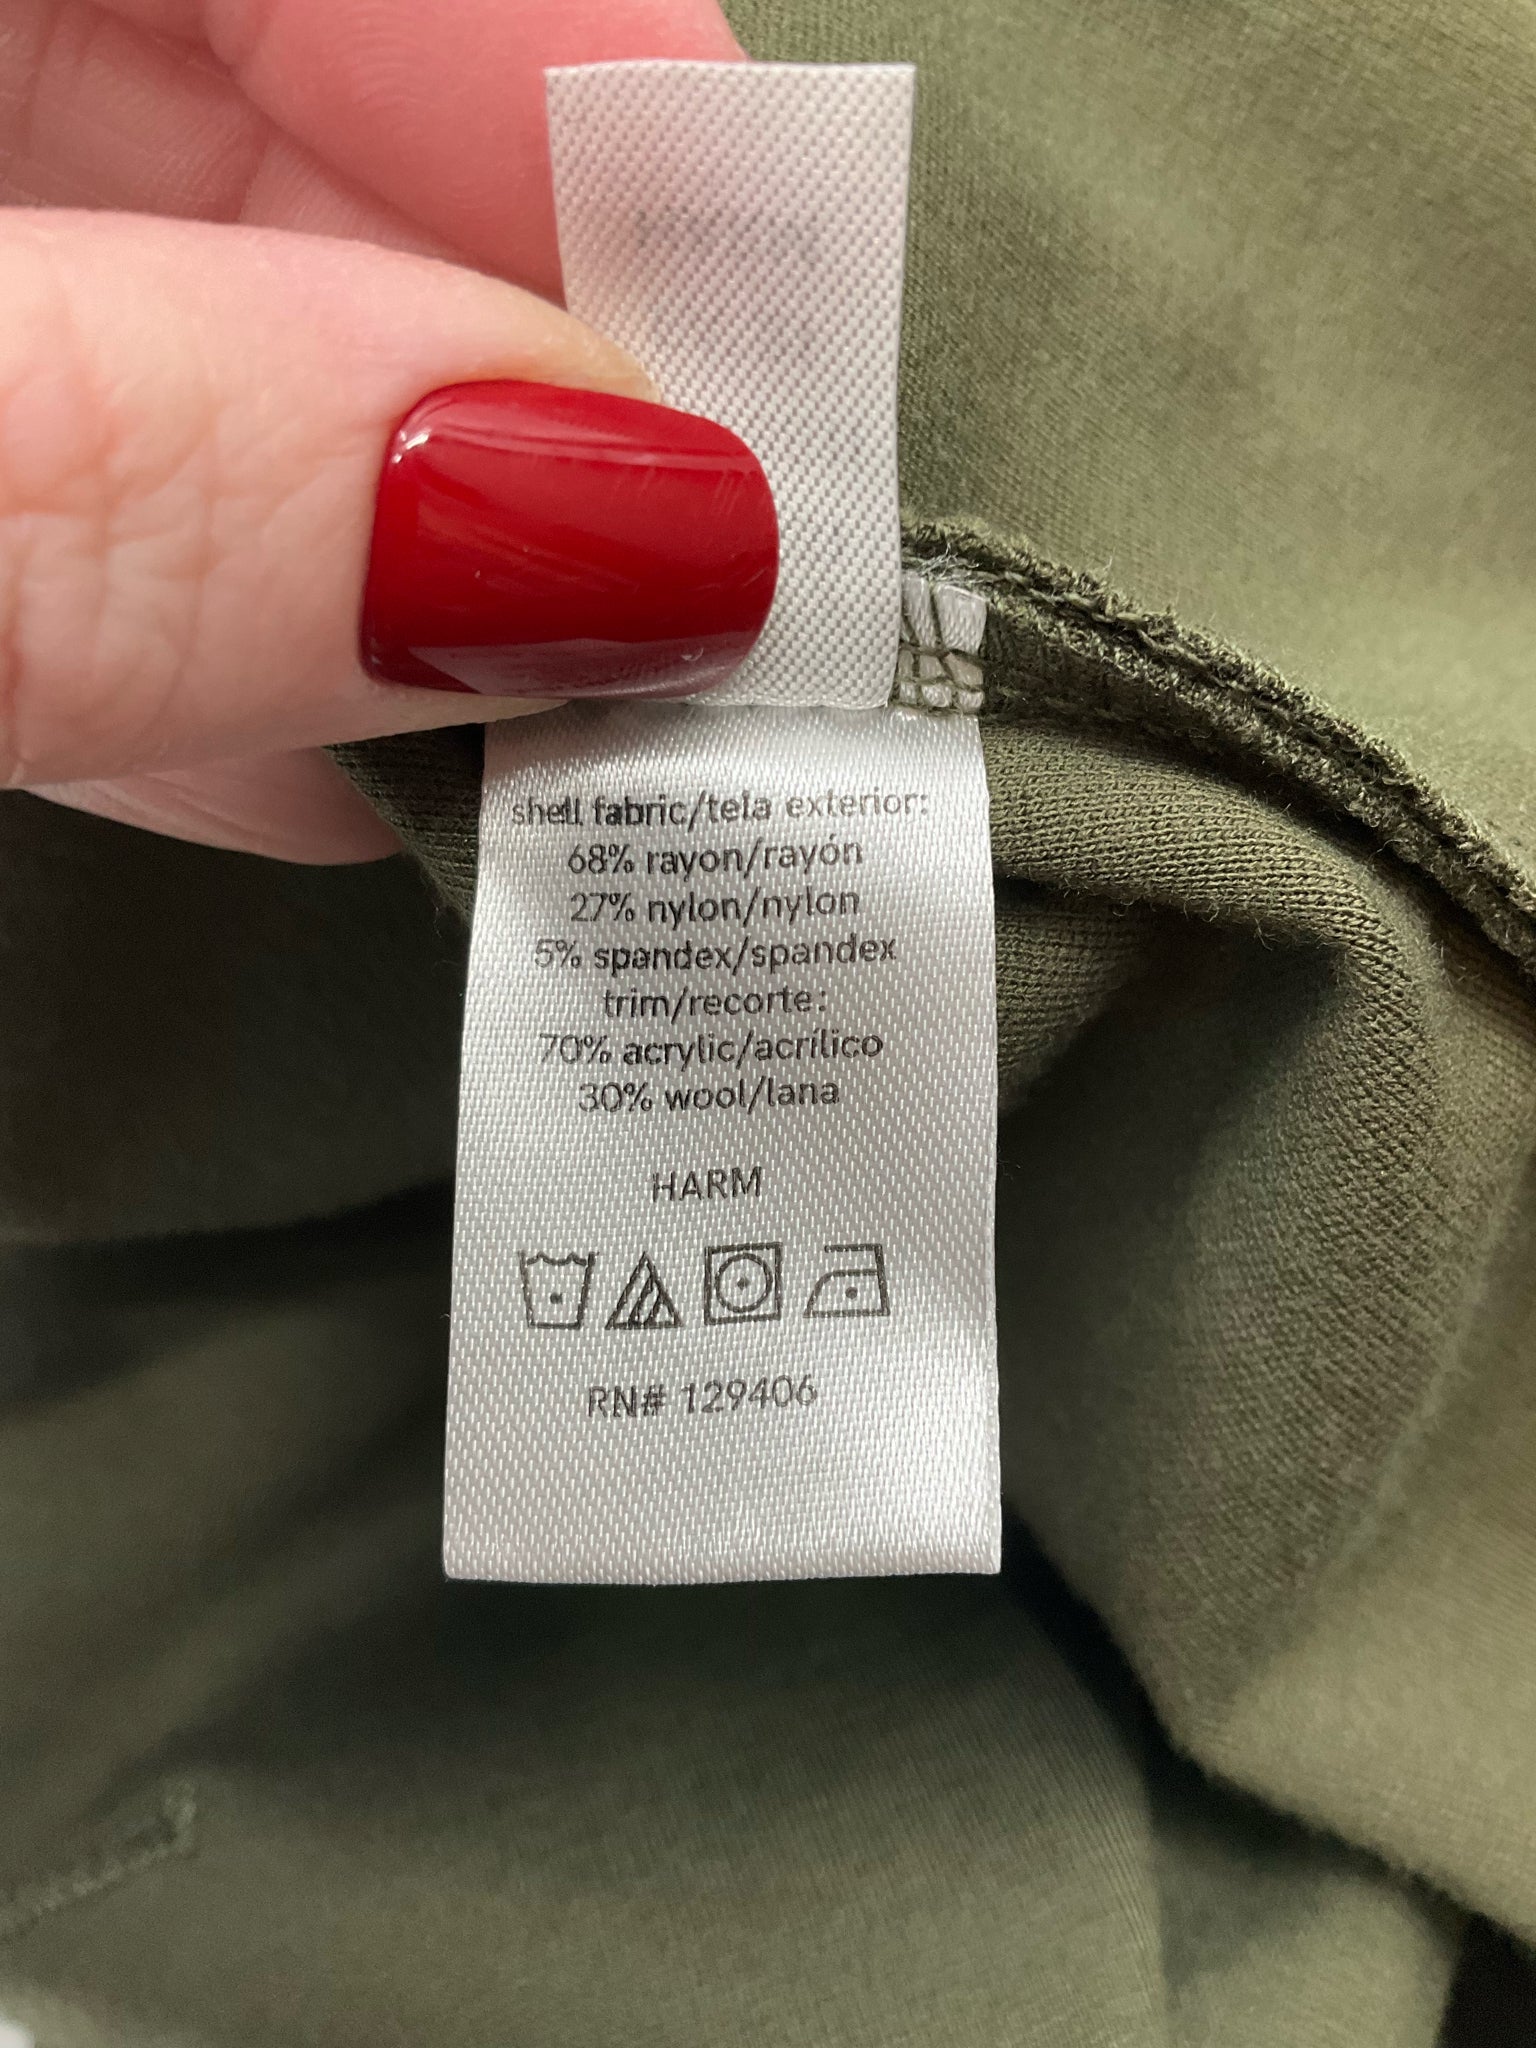 shell fabric/tela exterior:
68% rayon/rayón
27% nylon/nylon
5% spandex/spandex
trim/recorte:
70% acrylic/acrílico
30% wool/lana
HARM
RN# 129406